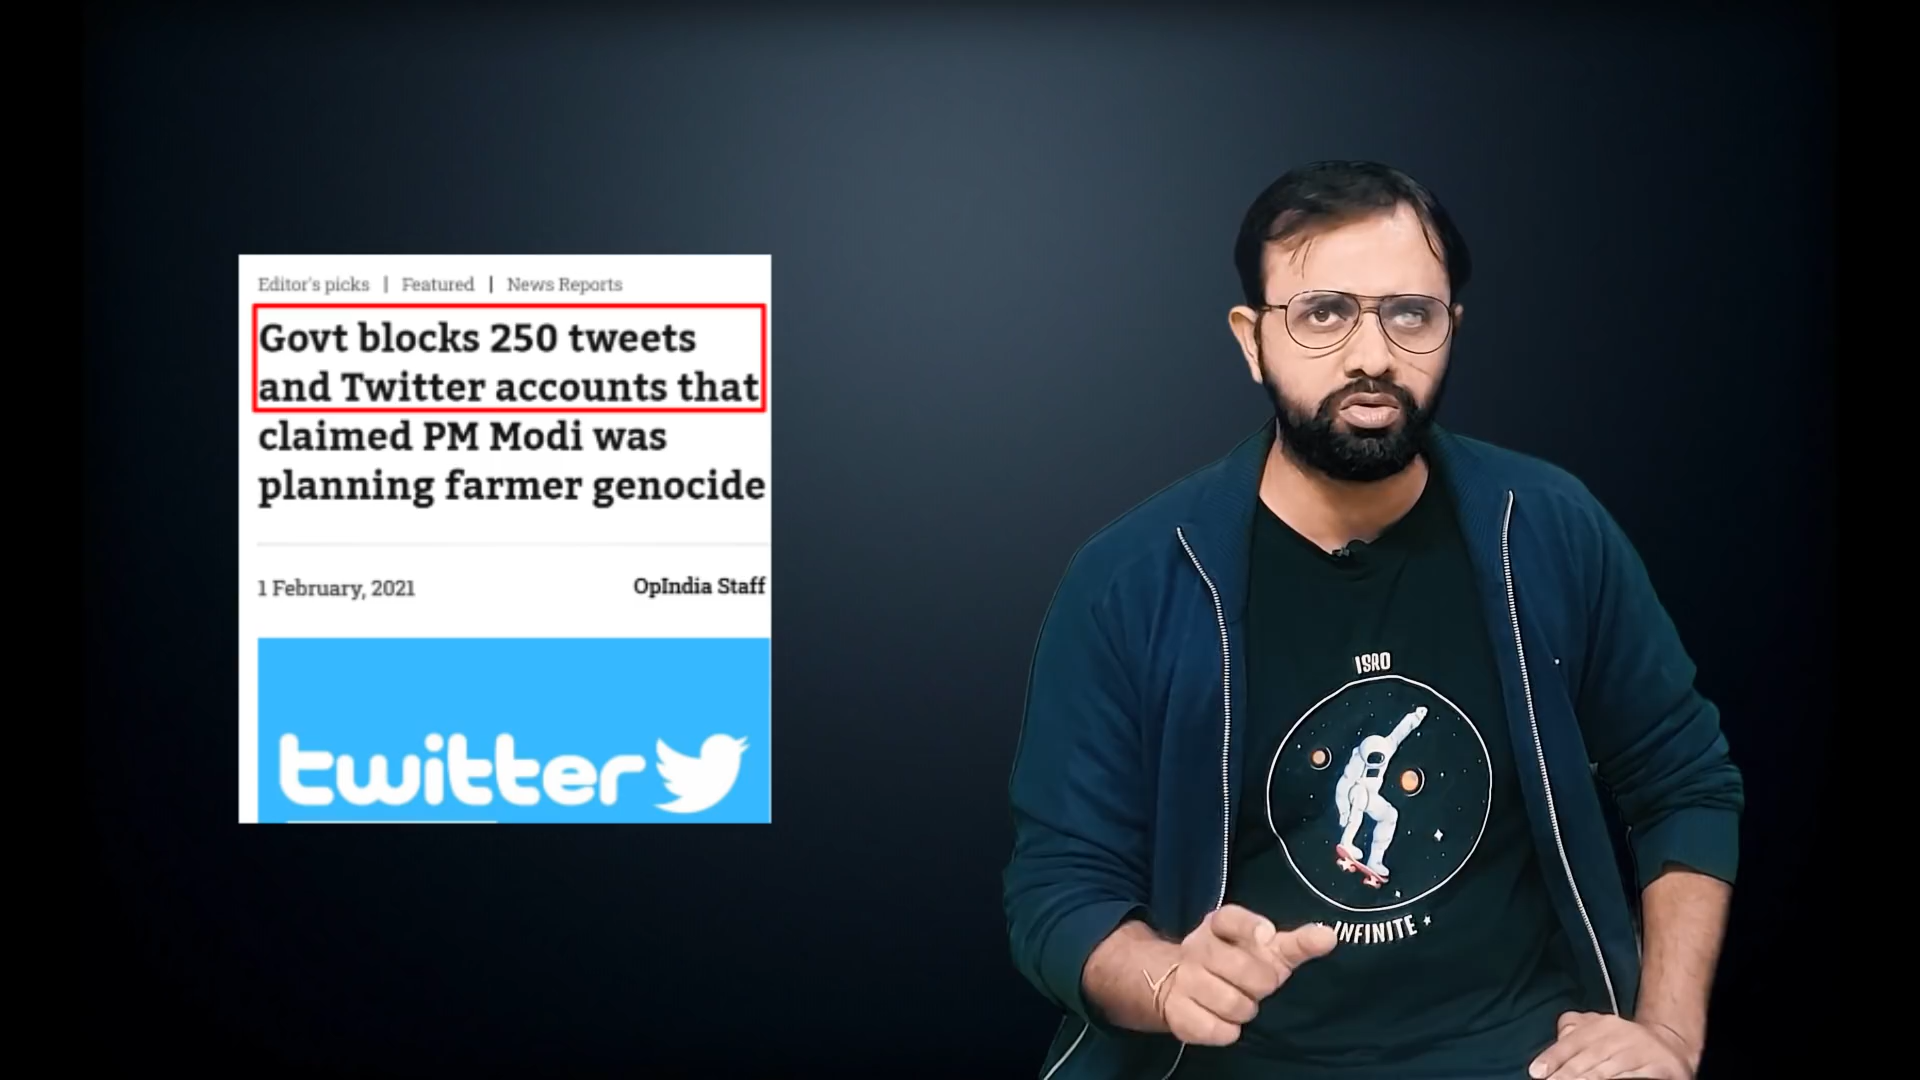 Editor's picks | Featured | News Reports
Govt blocks 250 tweets
and Twitter accounts that
claimed PM Modi was
planning farmer genocide
1 February, 2021
OpIndia Staff
twitter
ISRO
INFINITE